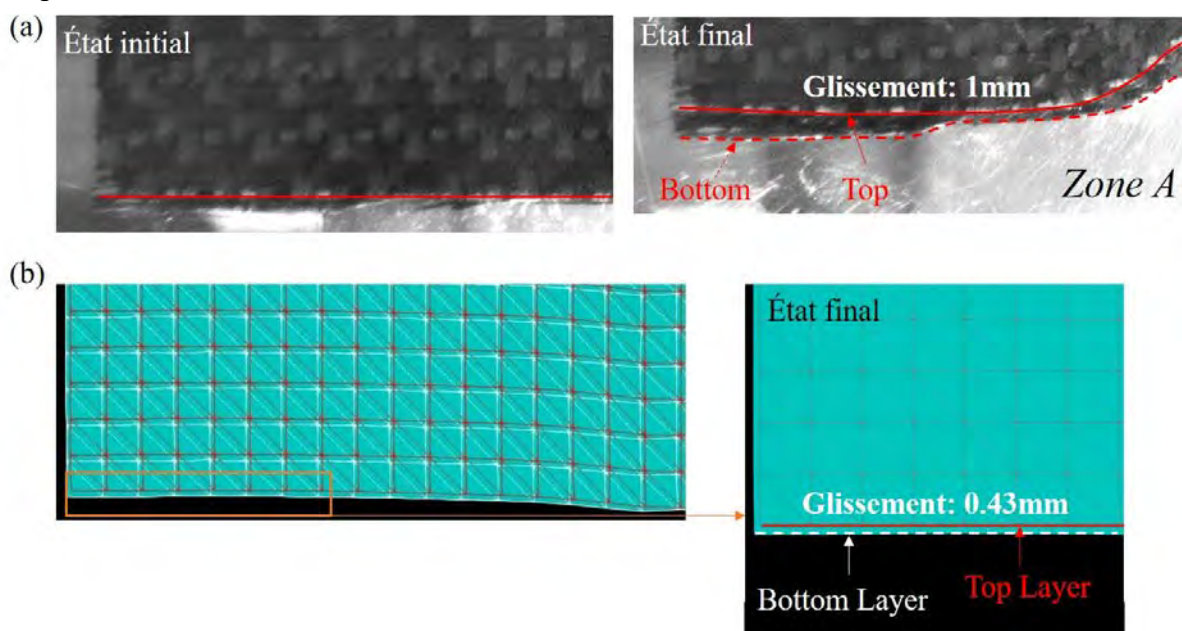 (a)
État initial
État final
Glissement: 1mm
Bottom
Top
Zone A
(b)
État final
Glissement: 0.43mm
Bottom Layer
Top Layer